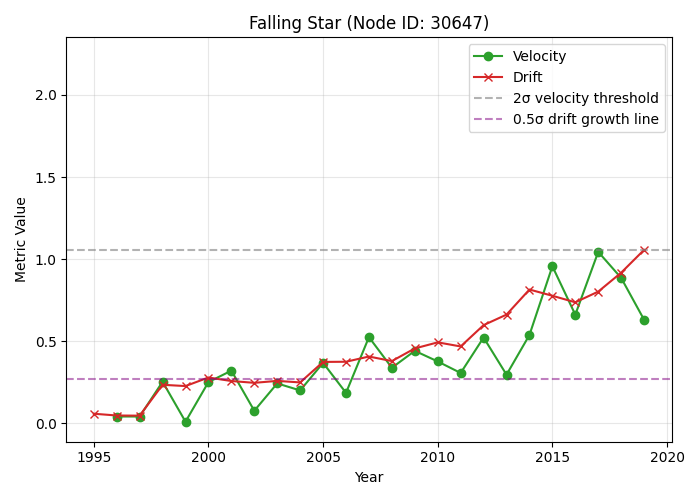 Falling Star (Node ID: 30647)
Velocity
Drift
2σ velocity threshold
0.5σ drift growth line
Metric Value
2.0
1.5
1.0
0.5
0.0
1995 2000 2005 2010 2015 2020
Year